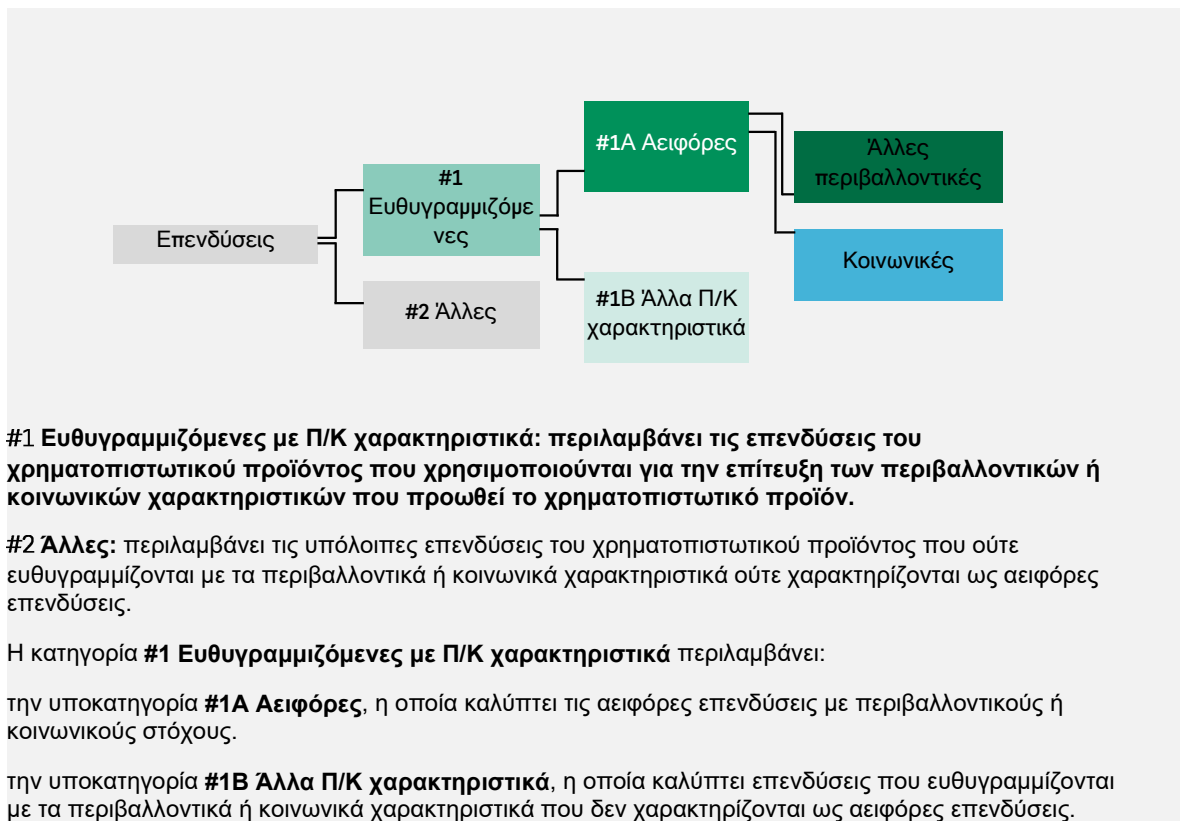 #1Α Αειφόρες
Άλλες
περιβαλλοντικές
#1
Ευθυγραμμιζόμε
νες
Επενδύσεις
Κοινωνικές
#2 Άλλες
#1Β Άλλα Π/Κ
χαρακτηριστικά
#1 Ευθυγραμμιζόμενες με Π/Κ χαρακτηριστικά: περιλαμβάνει τις επενδύσεις του
χρηματοπιστωτικού προϊόντος που χρησιμοποιούνται για την επίτευξη των περιβαλλοντικών ή
κοινωνικών χαρακτηριστικών που προωθεί το χρηματοπιστωτικό προϊόν.
#2 Άλλες: περιλαμβάνει τις υπόλοιπες επενδύσεις του χρηματοπιστωτικού προϊόντος που ούτε
ευθυγραμμίζονται με τα περιβαλλοντικά ή κοινωνικά χαρακτηριστικά ούτε χαρακτηρίζονται ως αειφόρες
επενδύσεις.
Η κατηγορία #1 Ευθυγραμμιζόμενες με Π/Κ χαρακτηριστικά περιλαμβάνει:
την υποκατηγορία #1Α Αειφόρες, η οποία καλύπτει τις αειφόρες επενδύσεις με περιβαλλοντικούς ή
κοινωνικούς στόχους.
την υποκατηγορία #1Β Άλλα Π/Κ χαρακτηριστικά, η οποία καλύπτει επενδύσεις που ευθυγραμμίζονται
με τα περιβαλλοντικά ή κοινωνικά χαρακτηριστικά που δεν χαρακτηρίζονται ως αειφόρες επενδύσεις.